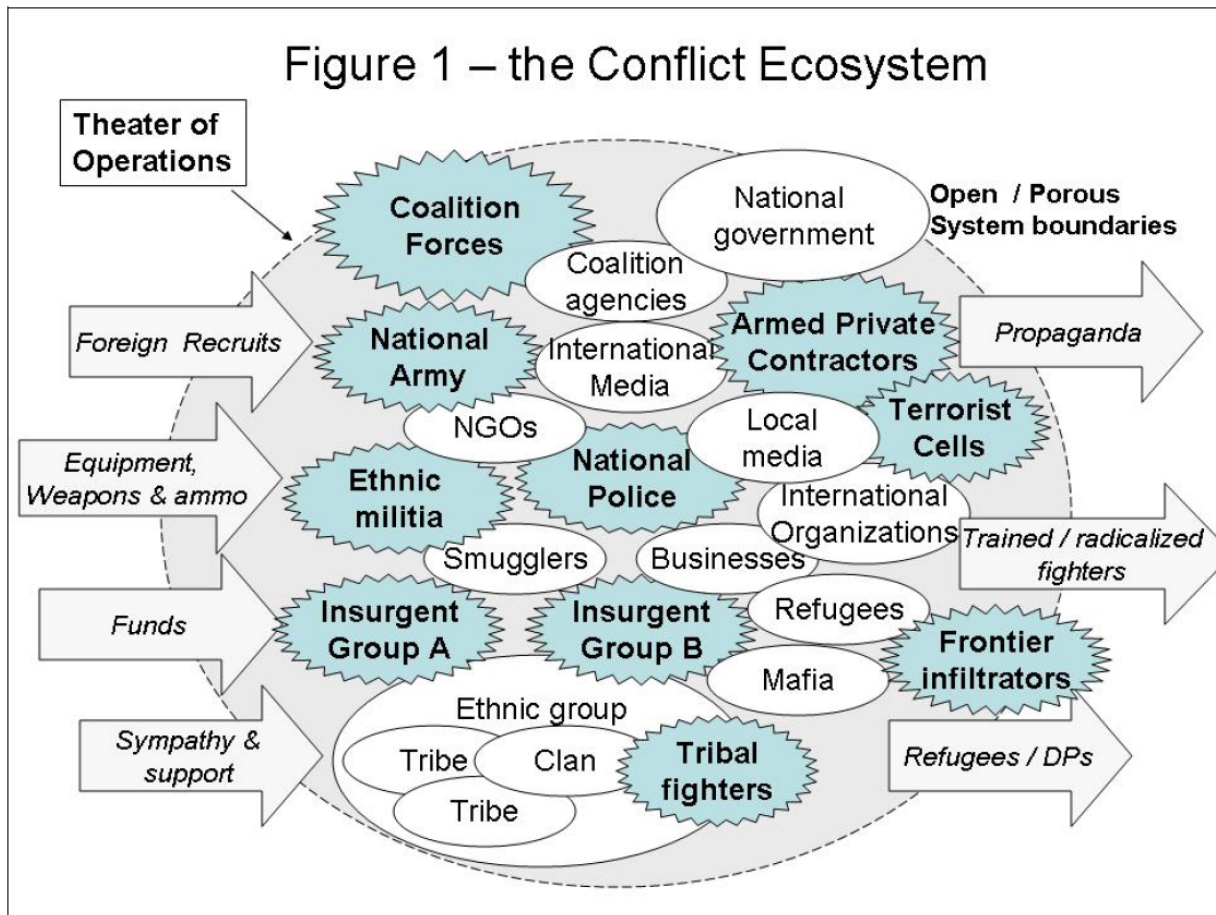 Figure 1 – the Conflict Ecosystem
Theater of
Operations
Coalition
Forces
National
government
Open / Porous
System boundaries
Coalition
agencies
Foreign Recruits
National
Army
International
Media
Armed Private
Contractors
Propaganda
NGOs
Local
media
Terrorist
Cells
Equipment,
Weapons & ammo
Ethnic
militia
National
Police
International
Organizations
Trained / radicalized
fighters
Smugglers
Businesses
Funds
Insurgent
Group A
Insurgent
Group B
Refugees
Mafia
Frontier
infiltrators
Sympathy &
support
Ethnic group
Tribe
Clan
Tribe
Tribal
fighters
Refugees / DPs